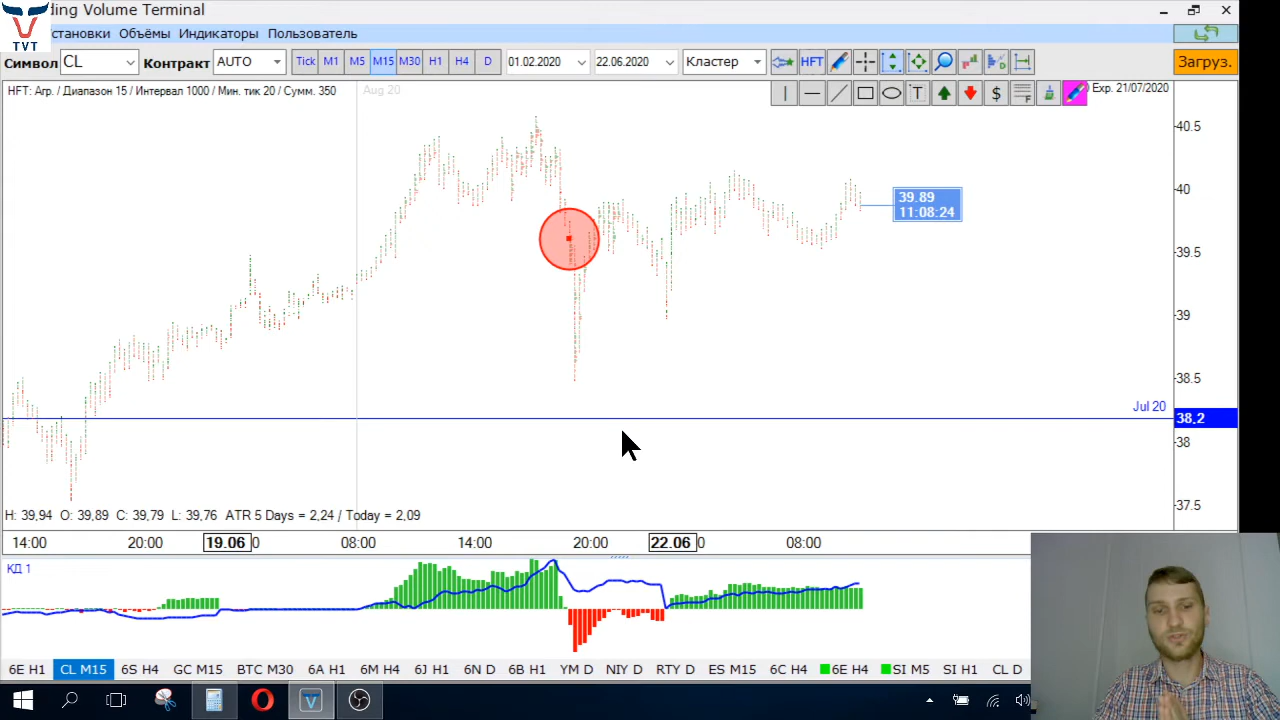 ding Volume Terminal
TVT
становки Объёмы Индикаторы Пользователь
Символ CL Контракт AUTO Tick M1 M5 M15 M30 H1 H4 D 01.02.2020 22.06.2020 Кластер HFT Загруз.
HFT: Агр. / Диапазон 15 / Интервал 1000 / Мин. тик 20 / Сумм. 350
Aug 20
T $ F
Exp. 21/07/2020
40.5
40
39.89
11:08:24
39.5
39
38.5
Jul 20
38.2
38
37.5
H: 39,94 O: 39,89 C: 39,79 L: 39,76 ATR 5 Days = 2,24 / Today = 2,09
14:00 20:00 19.06 0 08:00 14:00 20:00 22.06 0 08:00
КД 1
6E H1 CL M15 6S H4 GC M15 BTC M30 6A H1 6M H4 6J H1 6N D 6B H1 YM D NIY D RTY D ES M15 6C H4 6E H4 SI M5 SI H1 CL D